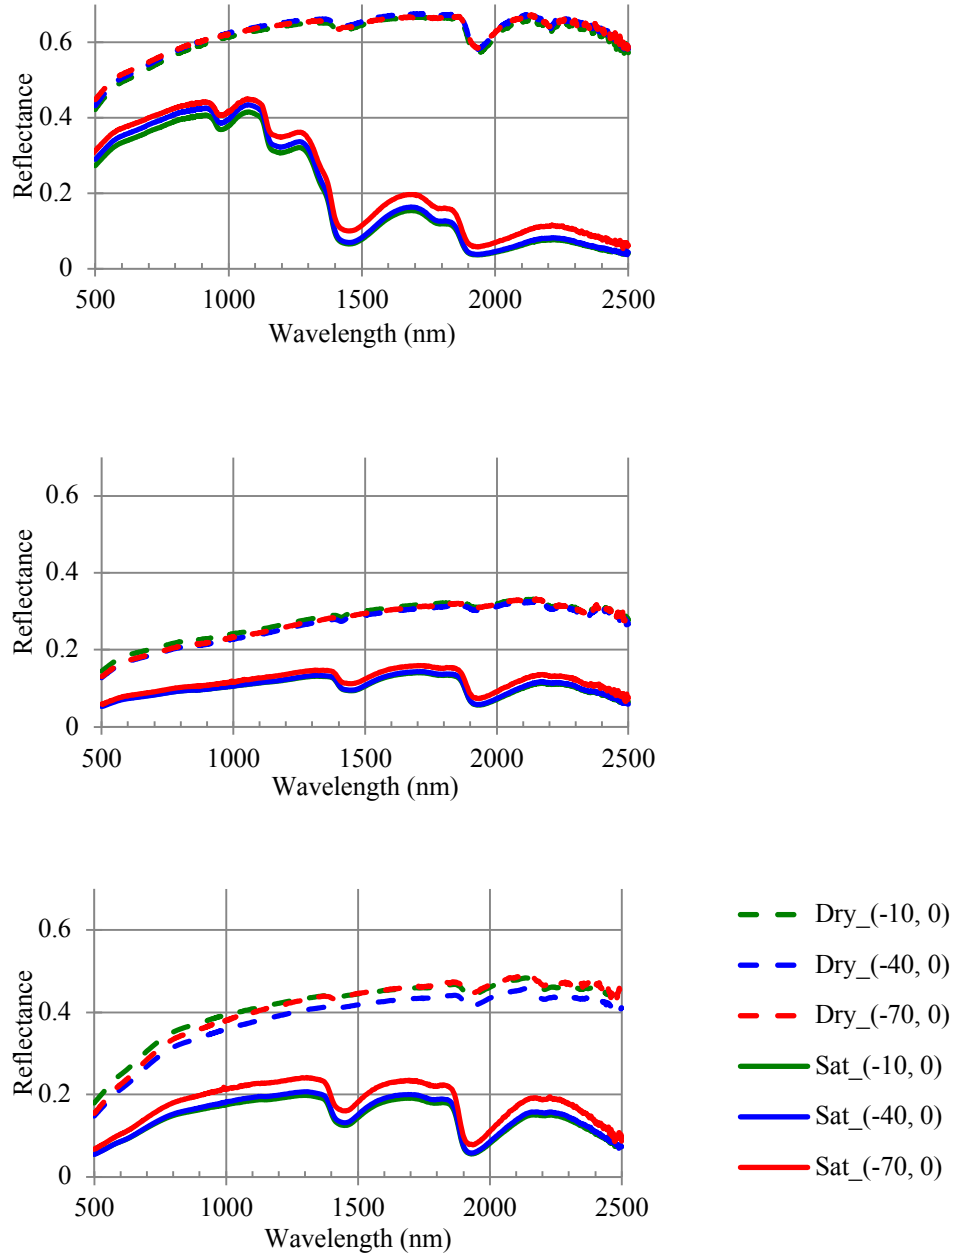 0.6
0.4
0.2
0
Reflectance
500 1000 1500 2000 2500
Wavelength (nm)
0.6
0.4
0.2
0
Reflectance
500 1000 1500 2000 2500
Wavelength (nm)
0.6
0.4
0.2
0
Reflectance
500 1000 1500 2000 2500
Wavelength (nm)
Dry_(-10, 0)
Dry_(-40, 0)
Dry_(-70, 0)
Sat_(-10, 0)
Sat_(-40, 0)
Sat_(-70, 0)